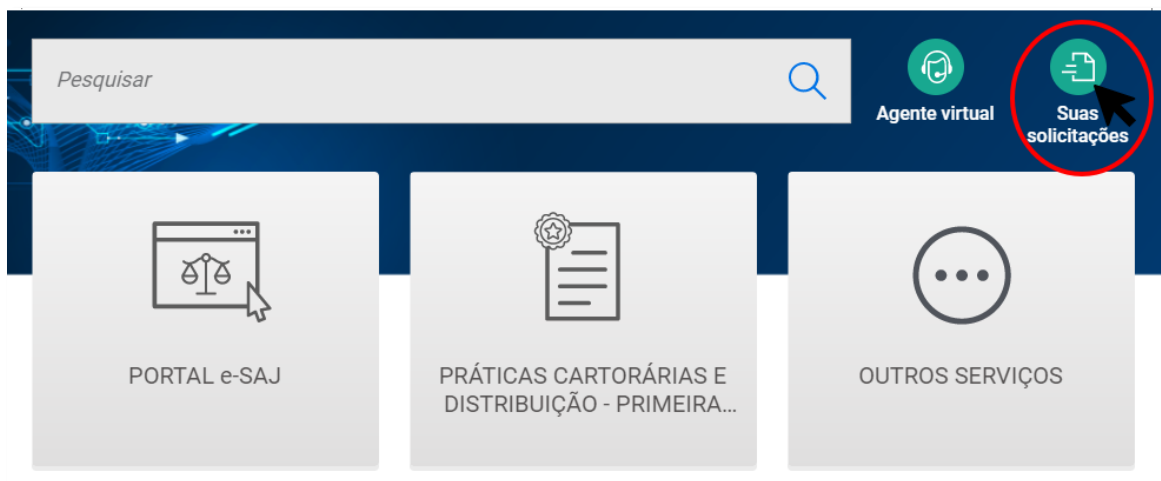 Pesquisar
Agente virtual
Suas
solicitações
PORTAL e-SAJ
PRÁTICAS CARTORÁRIAS E
DISTRIBUIÇÃO - PRIMEIRA...
OUTROS SERVIÇOS